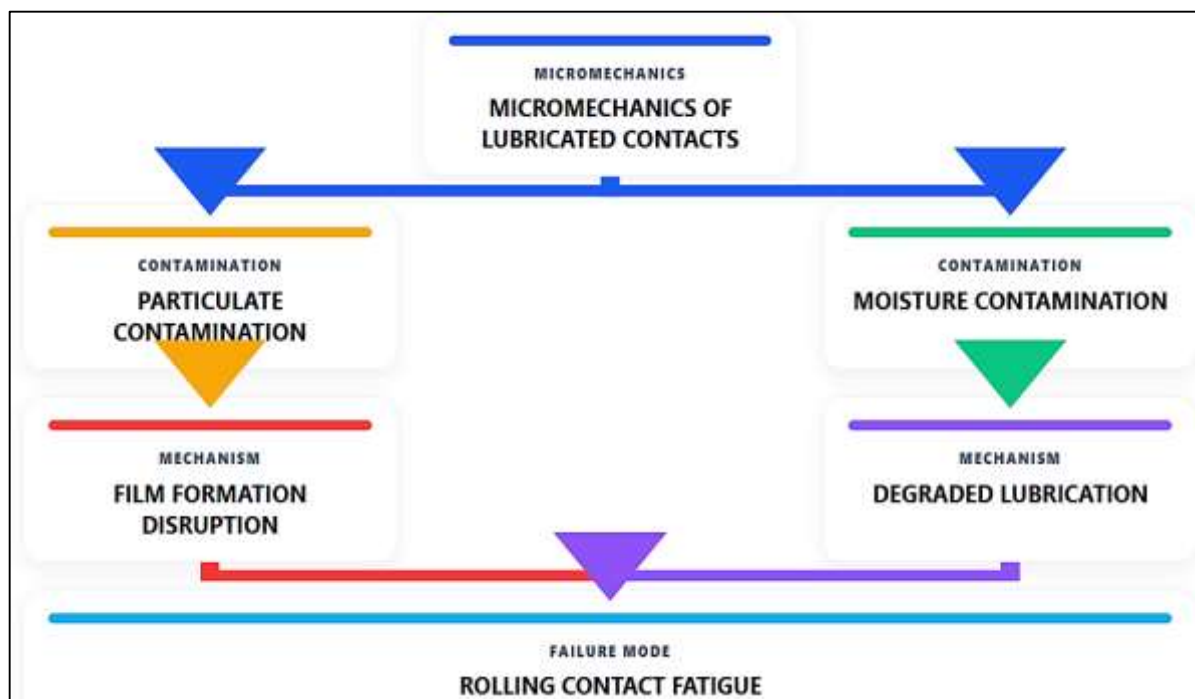 MICROMECHANICS
MICROMECHANICS OF
LUBRICATED CONTACTS
CONTAMINATION
PARTICULATE
CONTAMINATION
CONTAMINATION
MOISTURE CONTAMINATION
MECHANISM
FILM FORMATION
DISRUPTION
MECHANISM
DEGRADED LUBRICATION
FAILURE MODE
ROLLING CONTACT FATIGUE